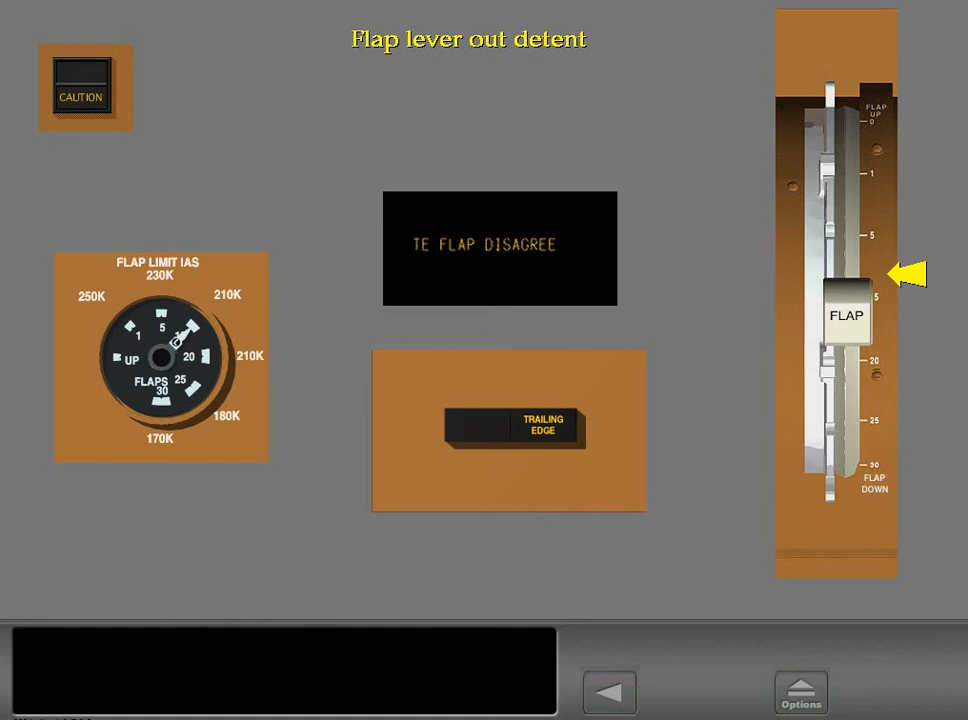 Flap lever out detent
CAUTION
FLAP
UP
0
1
5
5
20
25
30
FLAP
DOWN
FLAP
TE FLAP DISAGREE
FLAP LIMIT IAS
230K
250K
210K
210K
180K
170K
UP
1
5
20
25
30
FLAPS
TRAILING
EDGE
Options